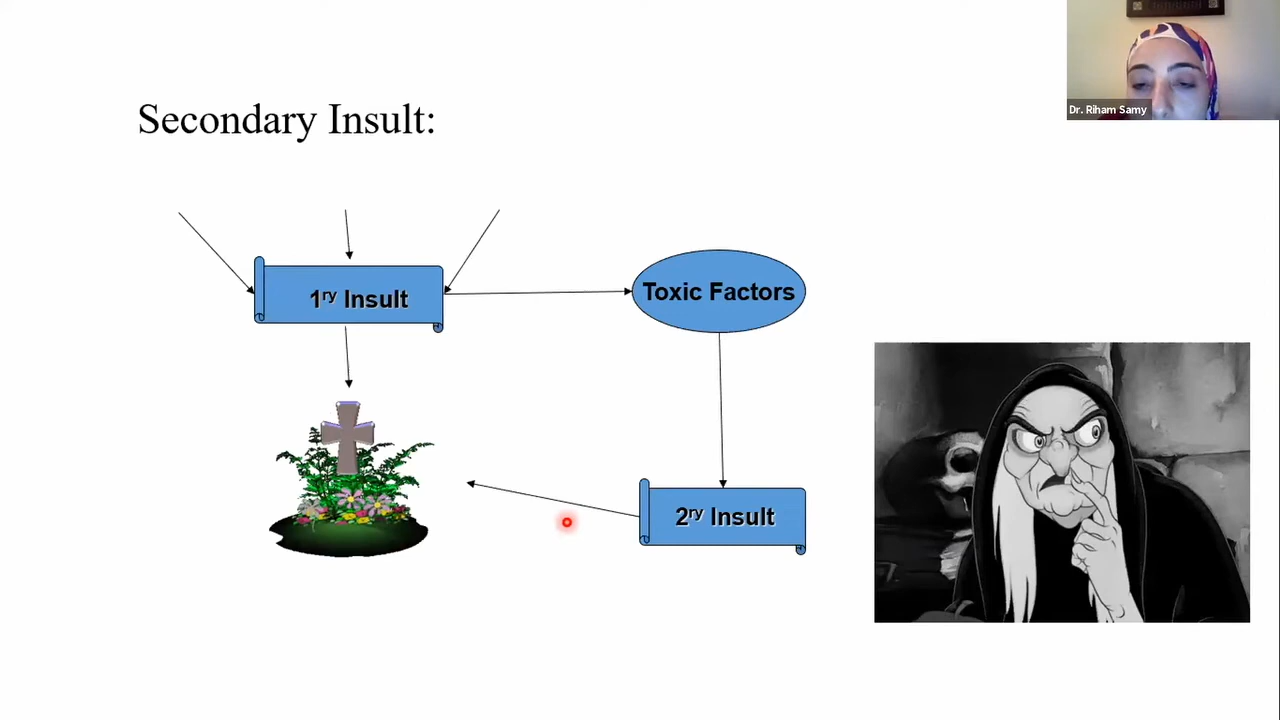 Dr. Riham Samy
Secondary Insult:
1ry Insult
Toxic Factors
2ry Insult